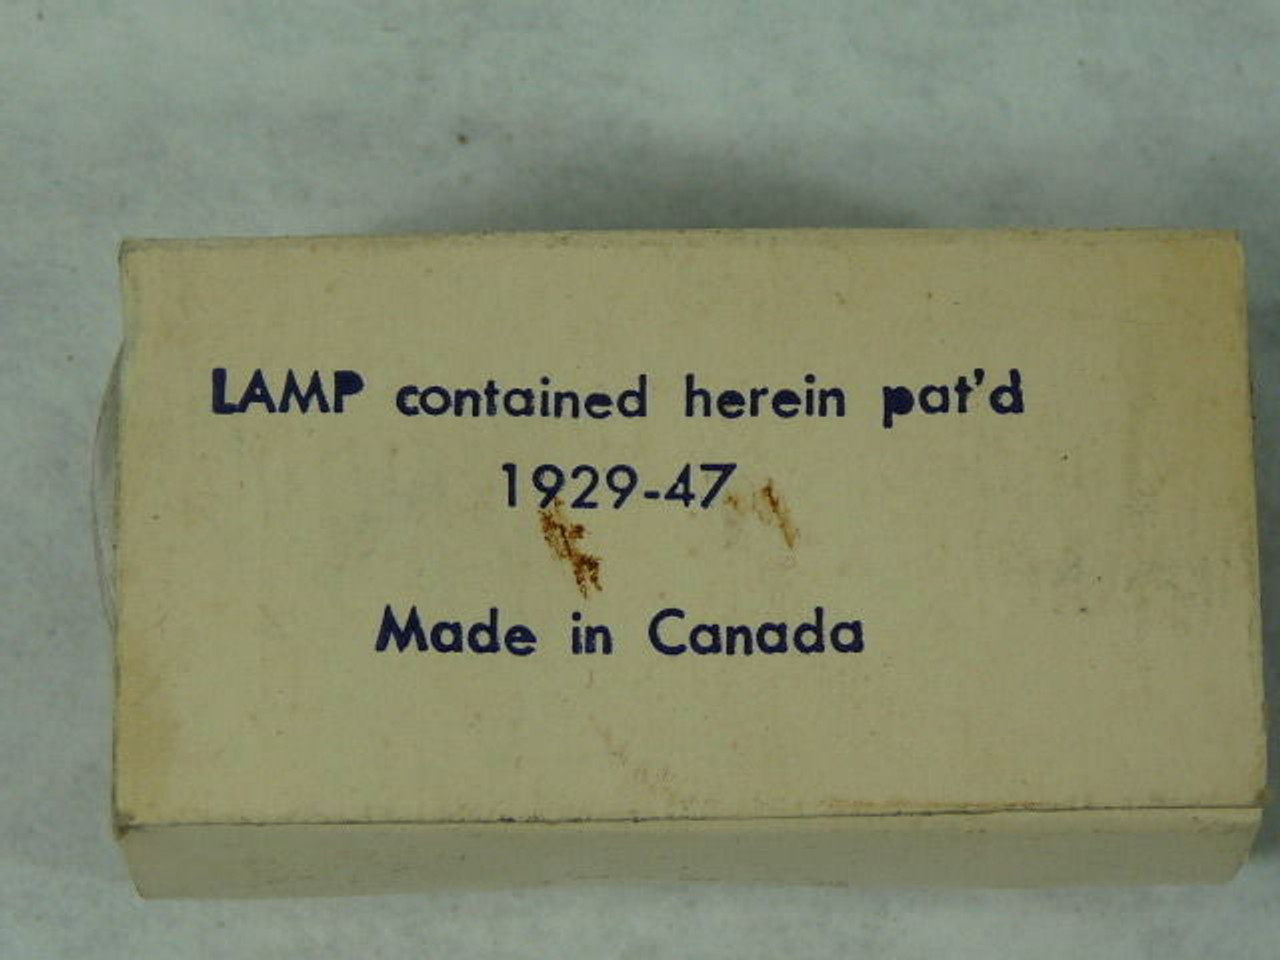 LAMP contained herein pat'd
1929-47
Made in Canada